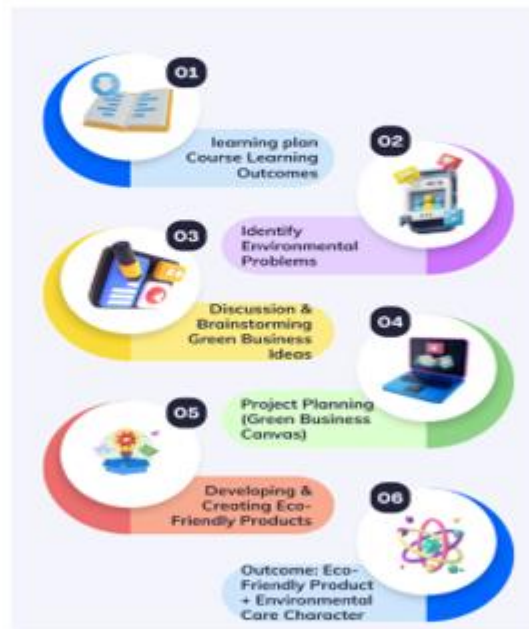 01
learning plan
Course Learning
Outcomes
02
Identify
Environmental
Problems
03
Discussion &
Brainstorming
Green Business
Ideas
04
Project Planning
(Green Business
Canvas)
05
Developing &
Creating Eco-
Friendly Products
06
Outcome: Eco-
Friendly Product
+ Environmental
Care Character